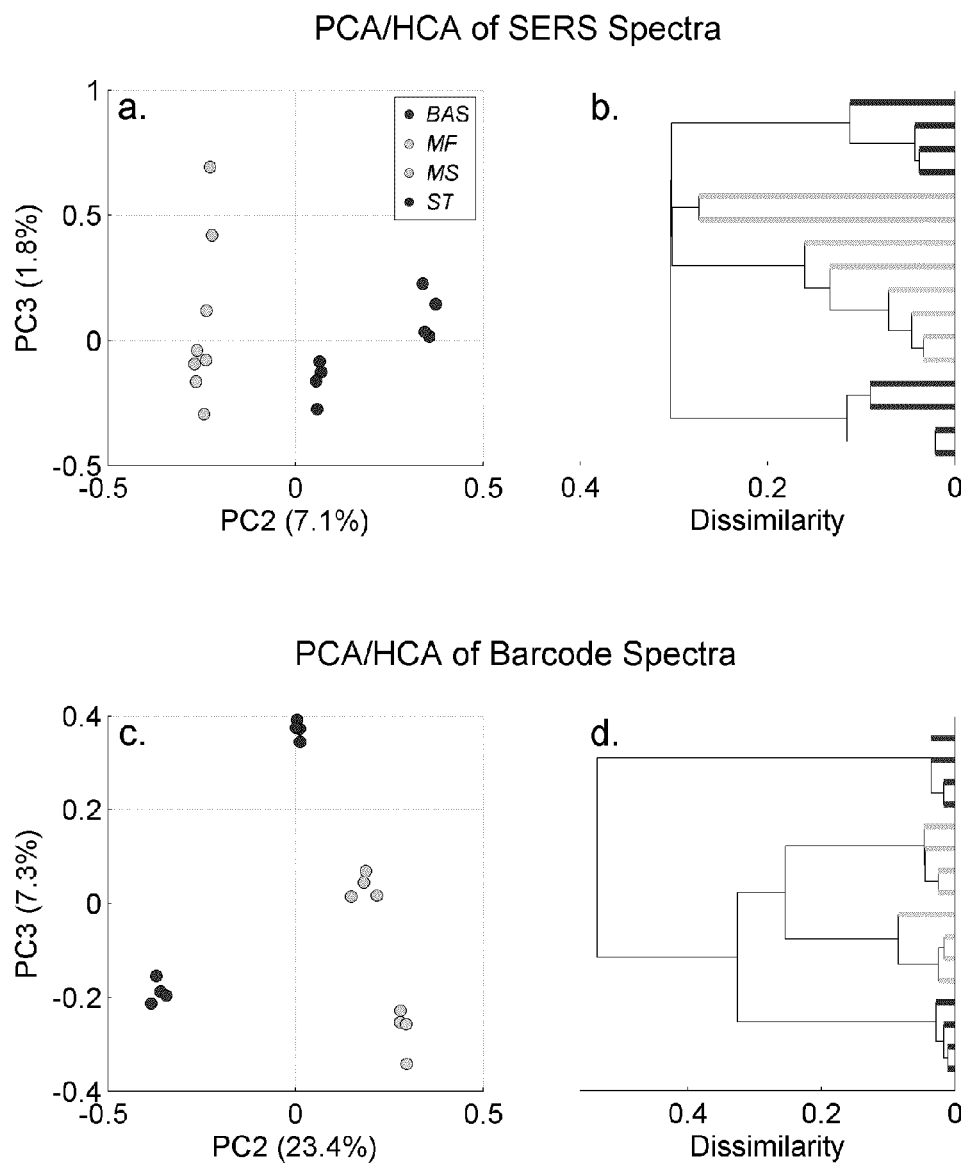 PCA/HCA of SERS Spectra
a.
b.
BAS
MF
MS
ST
1
0.5
0
-0.5
PC3 (1.8%)
-0.5
0
0.5
PC2 (7.1%)
0.4
0.2
0
Dissimilarity
PCA/HCA of Barcode Spectra
c.
d.
0.4
0.2
0
-0.2
-0.4
PC3 (7.3%)
-0.5
0
0.5
PC2 (23.4%)
0.4
0.2
0
Dissimilarity